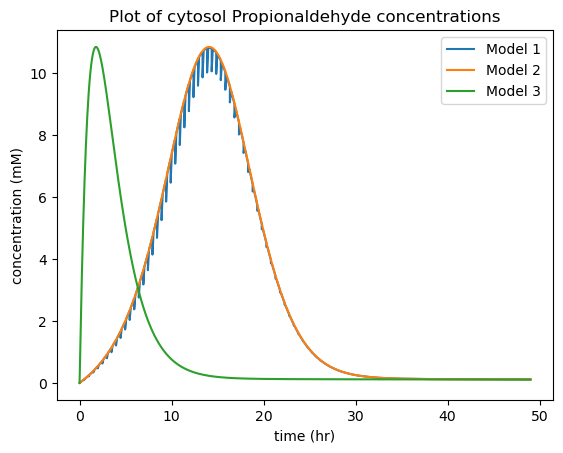 Plot of cytosol Propionaldehyde concentrations
Model 1
Model 2
Model 3
concentration (mM)
10
8
6
4
2
0
0 10 20 30 40 50
time (hr)